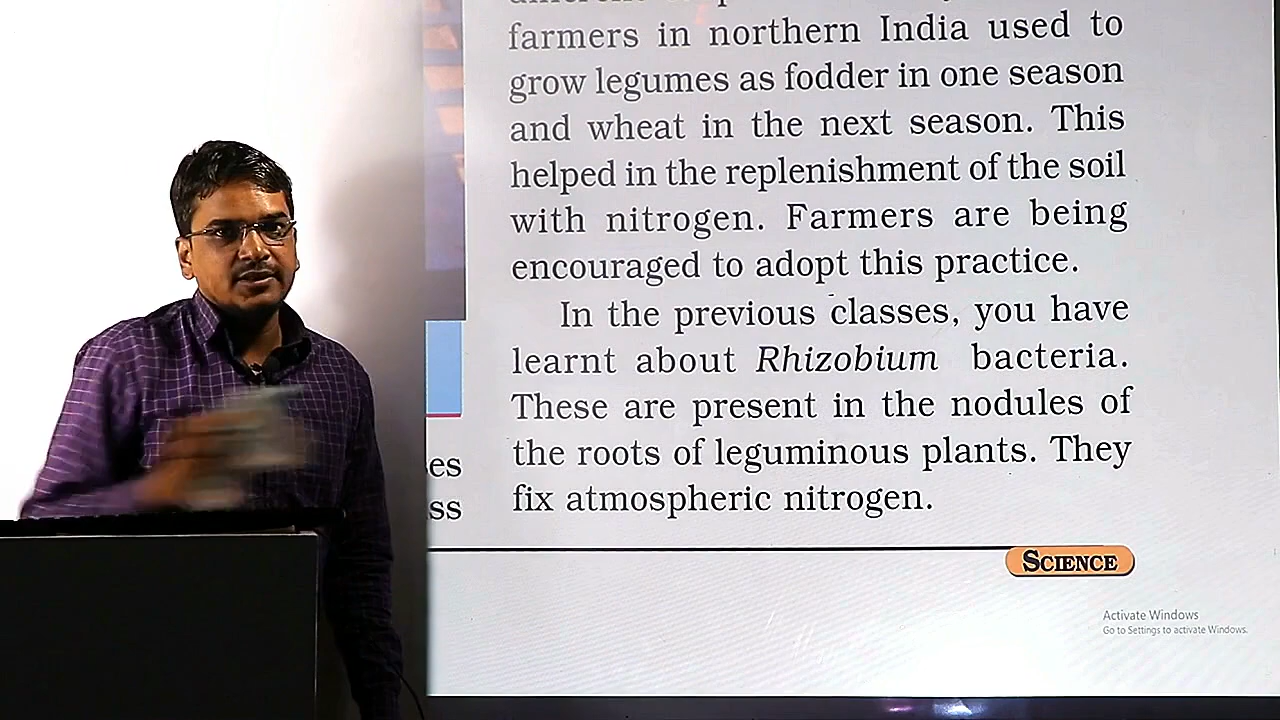 farmers in northern India used to
grow legumes as fodder in one season
and wheat in the next season. This
helped in the replenishment of the soil
with nitrogen. Farmers are being
encouraged to adopt this practice.
In the previous classes, you have
learnt about Rhizobium bacteria.
These are present in the nodules of
the roots of leguminous plants. They
fix atmospheric nitrogen.
es
ss
SCIENCE
Activate Windows
Go to Settings to activate Windows.